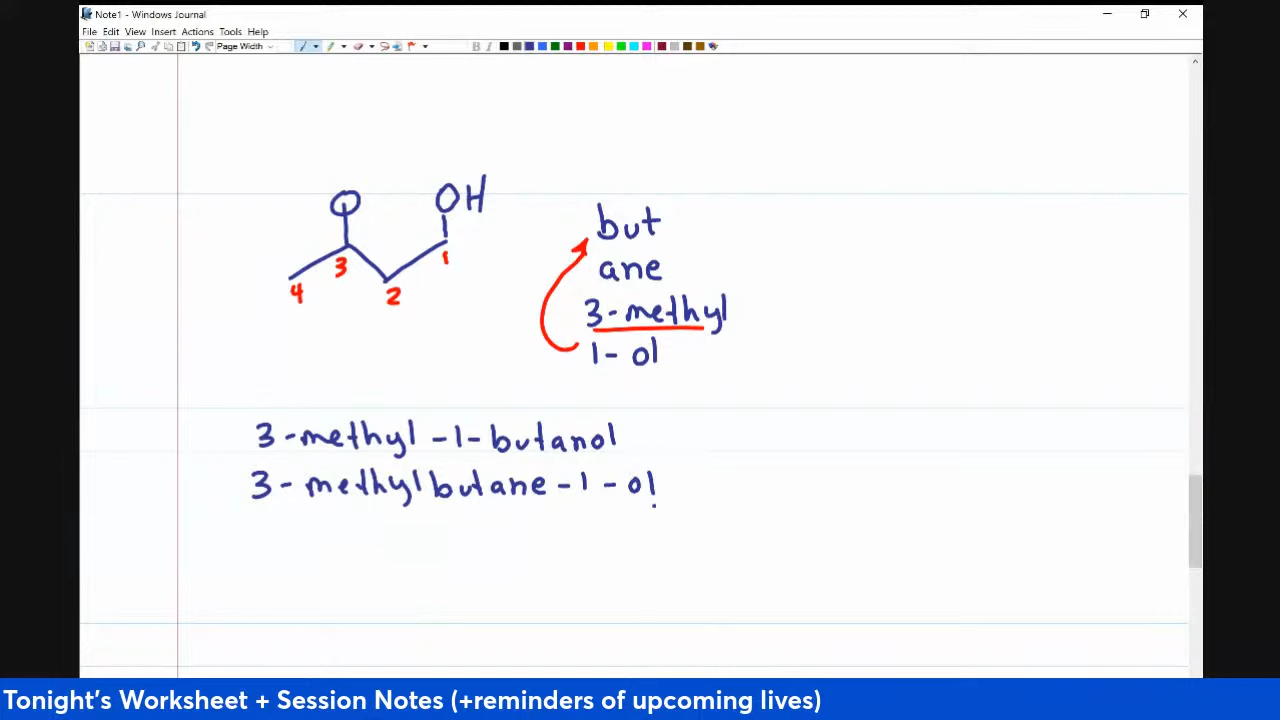 Note1 - Windows Journal
File Edit View Insert Actions Tools Help
Page Width
B I
OH
4 3 2 1
but
ane
3-methyl
1-ol
3-methyl-1-butanol
3-methylbutane-1-ol
Tonight's Worksheet + Session Notes (+reminders of upcoming lives)